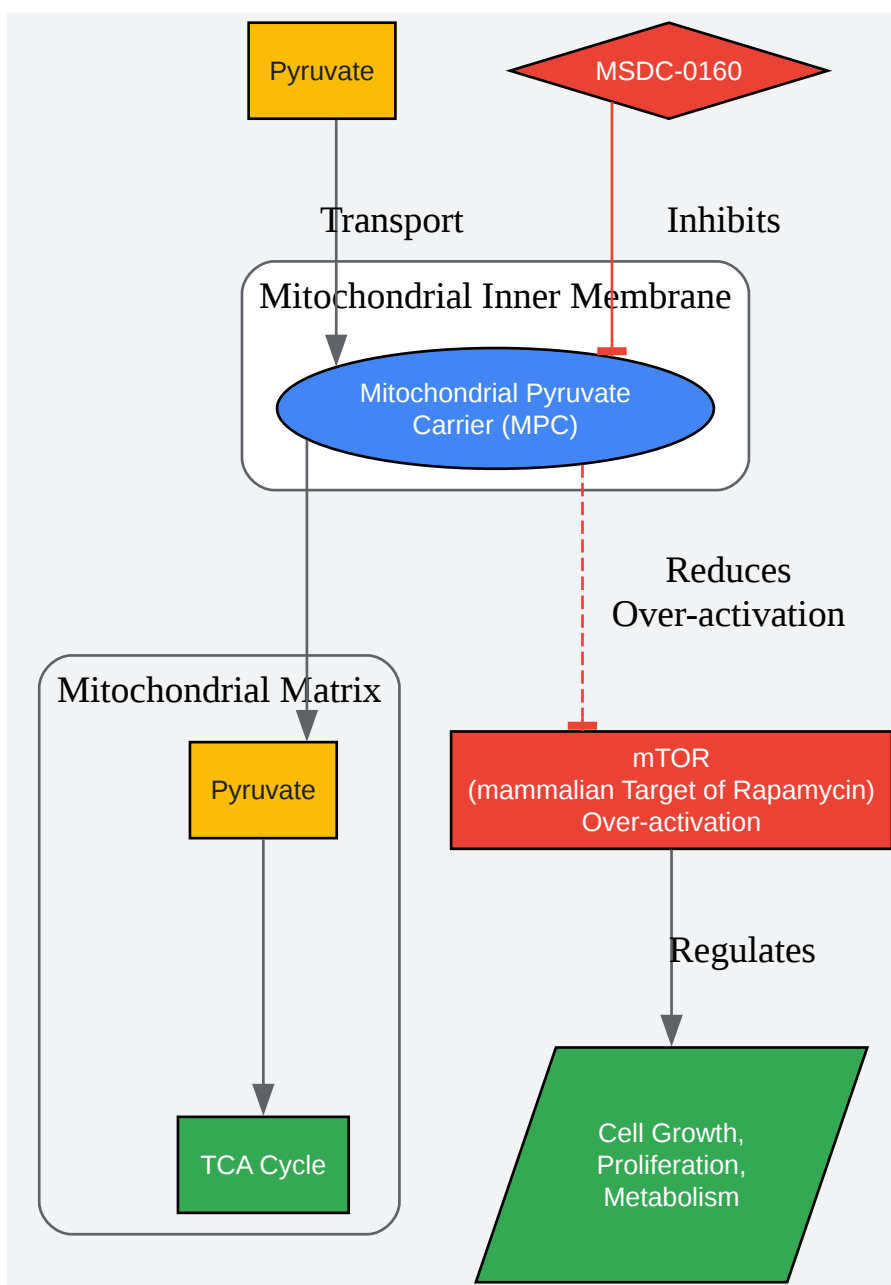 Pyruvate
MSDC-0160
Transport
Inhibits
Mitochondrial Inner Membrane
Mitochondrial Pyruvate
Carrier (MPC)
Reduces
Over-activation
Mitochondrial Matrix
Pyruvate
mTOR
(mammalian Target of Rapamycin)
Over-activation
Regulates
TCA Cycle
Cell Growth,
Proliferation,
Metabolism